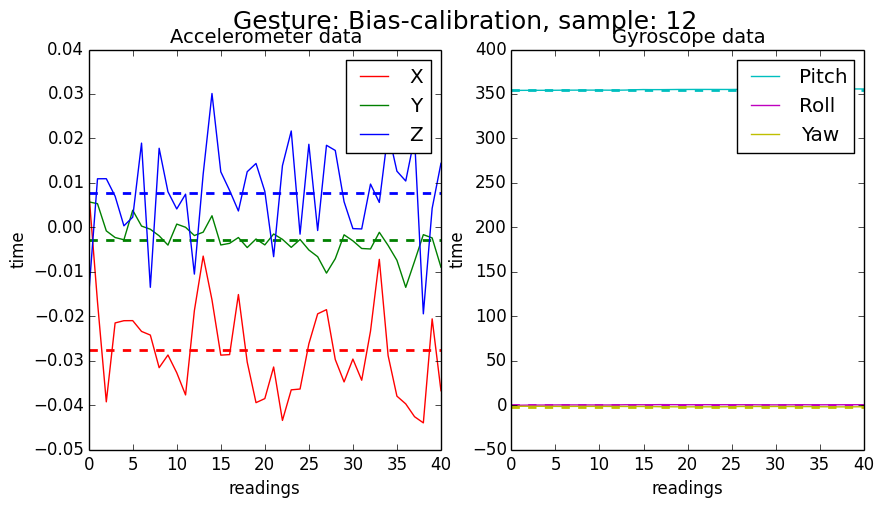 Gesture: Bias-calibration, sample: 12
Accelerometer data
Gyroscope data
0.04
0.03
0.02
0.01
0.00
−0.01
−0.02
−0.03
−0.04
−0.05
time
0 5 10 15 20 25 30 35 40
readings
X
Y
Z
400
350
300
250
200
150
100
50
0
−50
time
0 5 10 15 20 25 30 35 40
readings
Pitch
Roll
Yaw